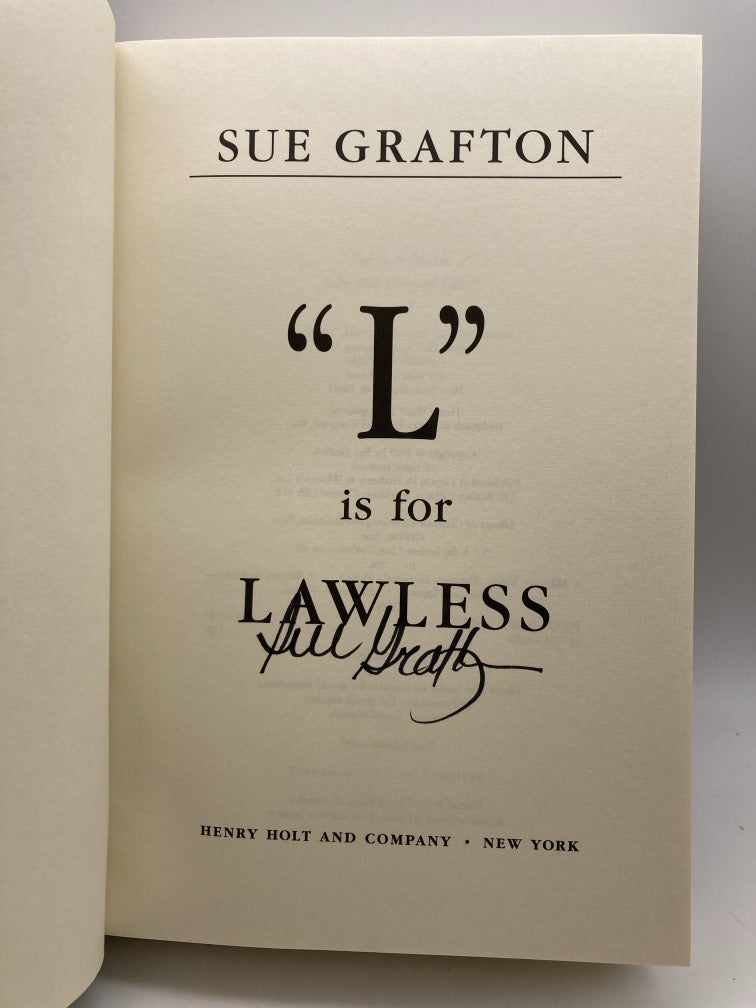 SUE GRAFTON
“L”
is for
LAWLESS
Sue Grafton
HENRY HOLT AND COMPANY • NEW YORK